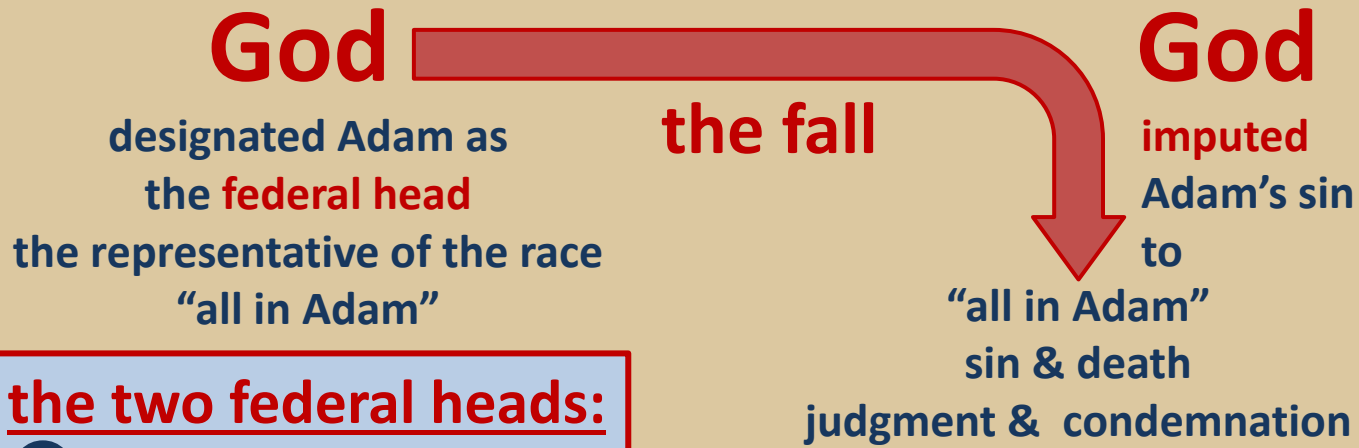 God
designated Adam as
the federal head
the representative of the race
“all in Adam”
the fall
God
imputed
Adam’s sin
to
“all in Adam”
sin & death
judgment & condemnation
the two federal heads: